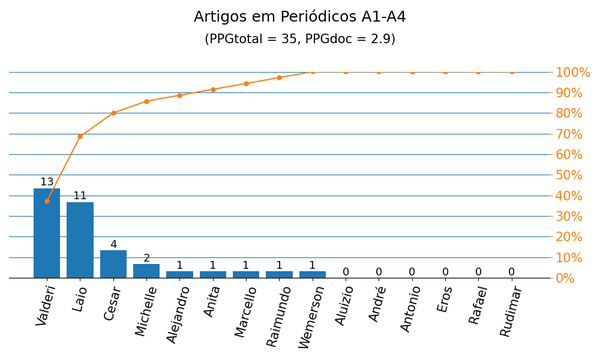 Artigos em Periódicos A1-A4
(PPGtotal = 35, PPGdoc = 2.9)
100%
90%
80%
70%
60%
50%
40%
30%
20%
10%
0%
13
11
4
2
1
1
1
1
1
0
0
0
0
0
0
Valderi
Laio
Cesar
Michelle
Alejandro
Anita
Marcello
Raimundo
Wemerson
Aluizio
André
Antonio
Eros
Rafael
Rudimar